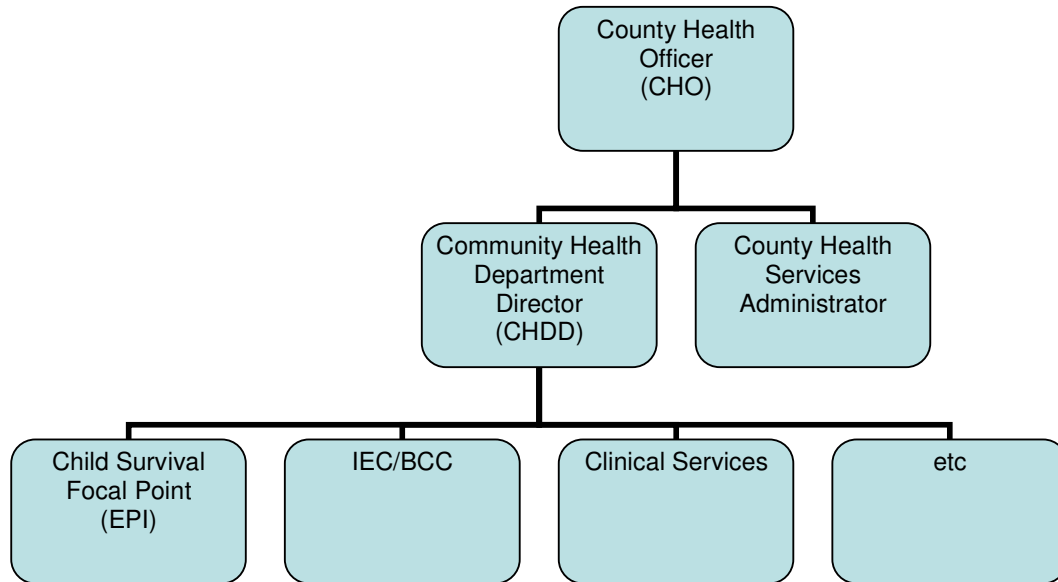 County Health
Officer
(CHO)
Community Health
Department
Director
(CHDD)
County Health
Services
Administrator
Child Survival
Focal Point
(EPI)
IEC/BCC
Clinical Services
etc